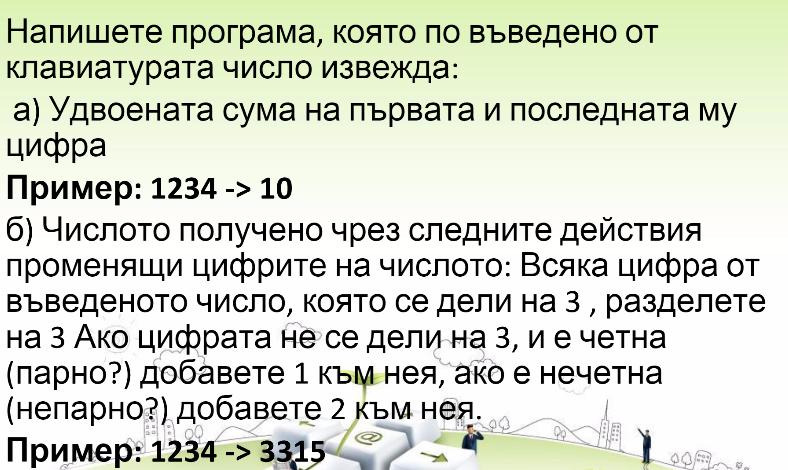 Напишете програма, която по въведено от
клавиатурата число извежда:
а) Удвоената сума на първата и последната му
цифра
Пример: 1234 -> 10
б) Числото получено чрез следните действия
променящи цифрите на числото: Всяка цифра от
въведеното число, която се дели на 3 , разделете
на 3 Ако цифрата не се дели на 3, и е четна
(парно?) добавете 1 към нея, ако е нечетна
(непарно?) добавете 2 към нея.
Пример: 1234 -> 3315
@